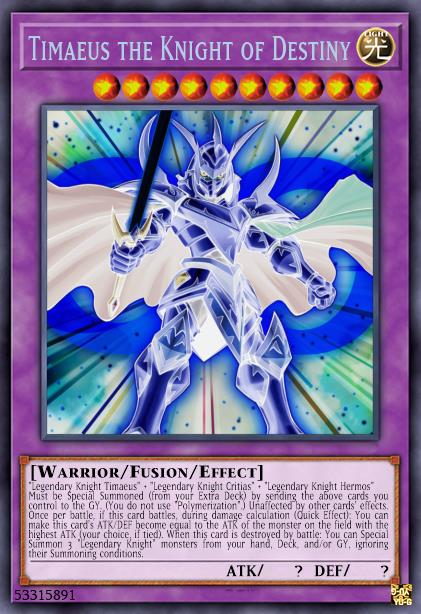 TIMAEUS THE KNIGHT OF DESTINY
LIGHT
光
[WARRIOR/FUSION/EFFECT]
"Legendary Knight Timaeus" + "Legendary Knight Critias" + "Legendary Knight Hermos"
Must be Special Summoned (from your Extra Deck) by sending the above cards you
control to the GY. (You do not use "Polymerization".) Unaffected by other cards' effects.
Once per battle, if this card battles, during damage calculation (Quick Effect): You can
make this card's ATK/DEF become equal to the ATK of the monster on the field with the
highest ATK (your choice, if tied). When this card is destroyed by battle: You can Special
Summon 3 "Legendary Knight" monsters from your hand, Deck, and/or GY, ignoring
their Summoning conditions.
ATK/ ? DEF/ ?
53315891